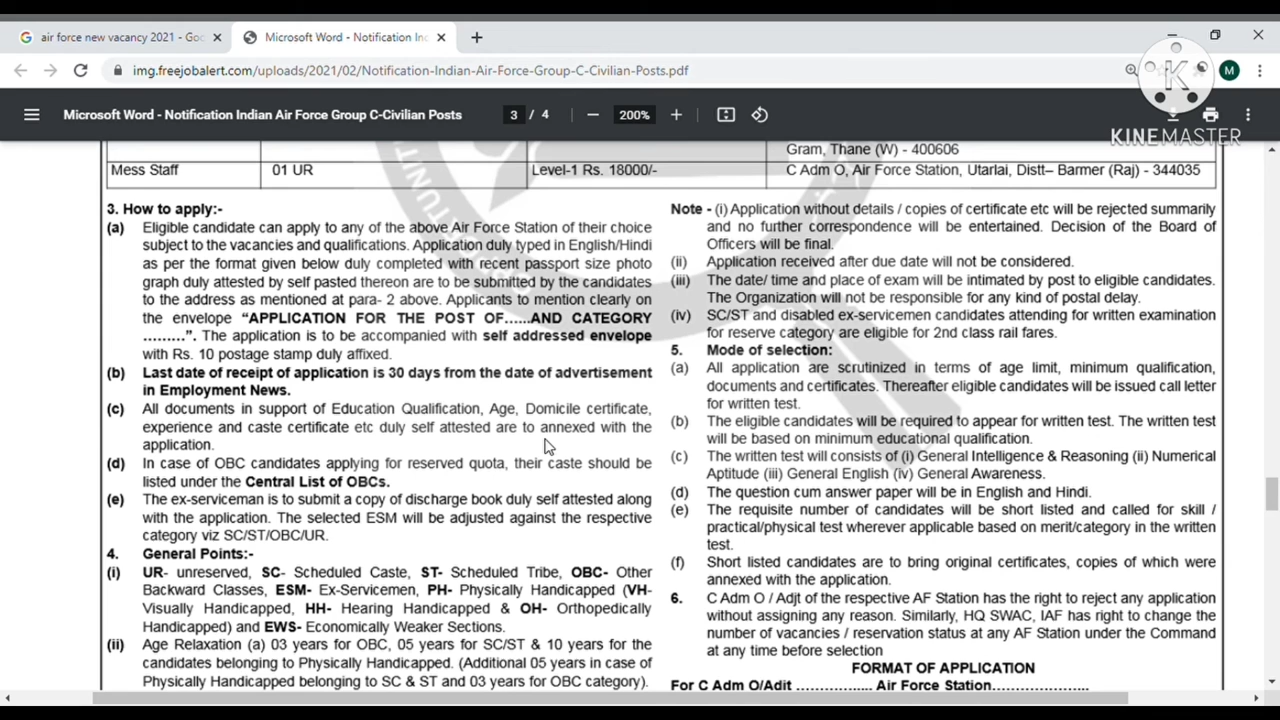 air force new vacancy 2021 - Goo
Microsoft Word - Notification Ind
img.freejobalert.com/uploads/2021/02/Notification-Indian-Air-Force-Group-C-Civilian-Posts.pdf
M
K
KINEMASTER
Microsoft Word - Notification Indian Air Force Group C-Civilian Posts
3 / 4
200%
Gram, Thane (W) - 400606
Mess Staff 01 UR Level-1 Rs. 18000/- C Adm O, Air Force Station, Utarlai, Distt– Barmer (Raj) - 344035
3. How to apply:-
(a) Eligible candidate can apply to any of the above Air Force Station of their choice
subject to the vacancies and qualifications. Application duly typed in English/Hindi
as per the format given below duly completed with recent passport size photo
graph duly attested by self pasted thereon are to be submitted by the candidates
to the address as mentioned at para- 2 above. Applicants to mention clearly on
the envelope “APPLICATION FOR THE POST OF......AND CATEGORY
.........”. The application is to be accompanied with self addressed envelope
with Rs. 10 postage stamp duly affixed.
(b) Last date of receipt of application is 30 days from the date of advertisement
in Employment News.
(c) All documents in support of Education Qualification, Age, Domicile certificate,
experience and caste certificate etc duly self attested are to annexed with the
application.
(d) In case of OBC candidates applying for reserved quota, their caste should be
listed under the Central List of OBCs.
(e) The ex-serviceman is to submit a copy of discharge book duly self attested along
with the application. The selected ESM will be adjusted against the respective
category viz SC/ST/OBC/UR.
4. General Points:-
(i) UR- unreserved, SC- Scheduled Caste, ST- Scheduled Tribe, OBC- Other
Backward Classes, ESM- Ex-Servicemen, PH- Physically Handicapped (VH-
Visually Handicapped, HH- Hearing Handicapped & OH- Orthopedically
Handicapped) and EWS- Economically Weaker Sections.
(ii) Age Relaxation (a) 03 years for OBC, 05 years for SC/ST & 10 years for the
candidates belonging to Physically Handicapped. (Additional 05 years in case of
Physically Handicapped belonging to SC & ST and 03 years for OBC category).
Note - (i) Application without details / copies of certificate etc will be rejected summarily
and no further correspondence will be entertained. Decision of the Board of
Officers will be final.
(ii) Application received after due date will not be considered.
(iii) The date/ time and place of exam will be intimated by post to eligible candidates.
The Organization will not be responsible for any kind of postal delay.
(iv) SC/ST and disabled ex-servicemen candidates attending for written examination
for reserve category are eligible for 2nd class rail fares.
5. Mode of selection:
(a) All application are scrutinized in terms of age limit, minimum qualification,
documents and certificates. Thereafter eligible candidates will be issued call letter
for written test.
(b) The eligible candidates will be required to appear for written test. The written test
will be based on minimum educational qualification.
(c) The written test will consists of (i) General Intelligence & Reasoning (ii) Numerical
Aptitude (iii) General English (iv) General Awareness.
(d) The question cum answer paper will be in English and Hindi.
(e) The requisite number of candidates will be short listed and called for skill /
practical/physical test wherever applicable based on merit/category in the written
test.
(f) Short listed candidates are to bring original certificates, copies of which were
annexed with the application.
6. C Adm O / Adjt of the respective AF Station has the right to reject any application
without assigning any reason. Similarly, HQ SWAC, IAF has right to change the
number of vacancies / reservation status at any AF Station under the Command
at any time before selection
FORMAT OF APPLICATION
For C Adm O/Adjt .................. Air Force Station........................